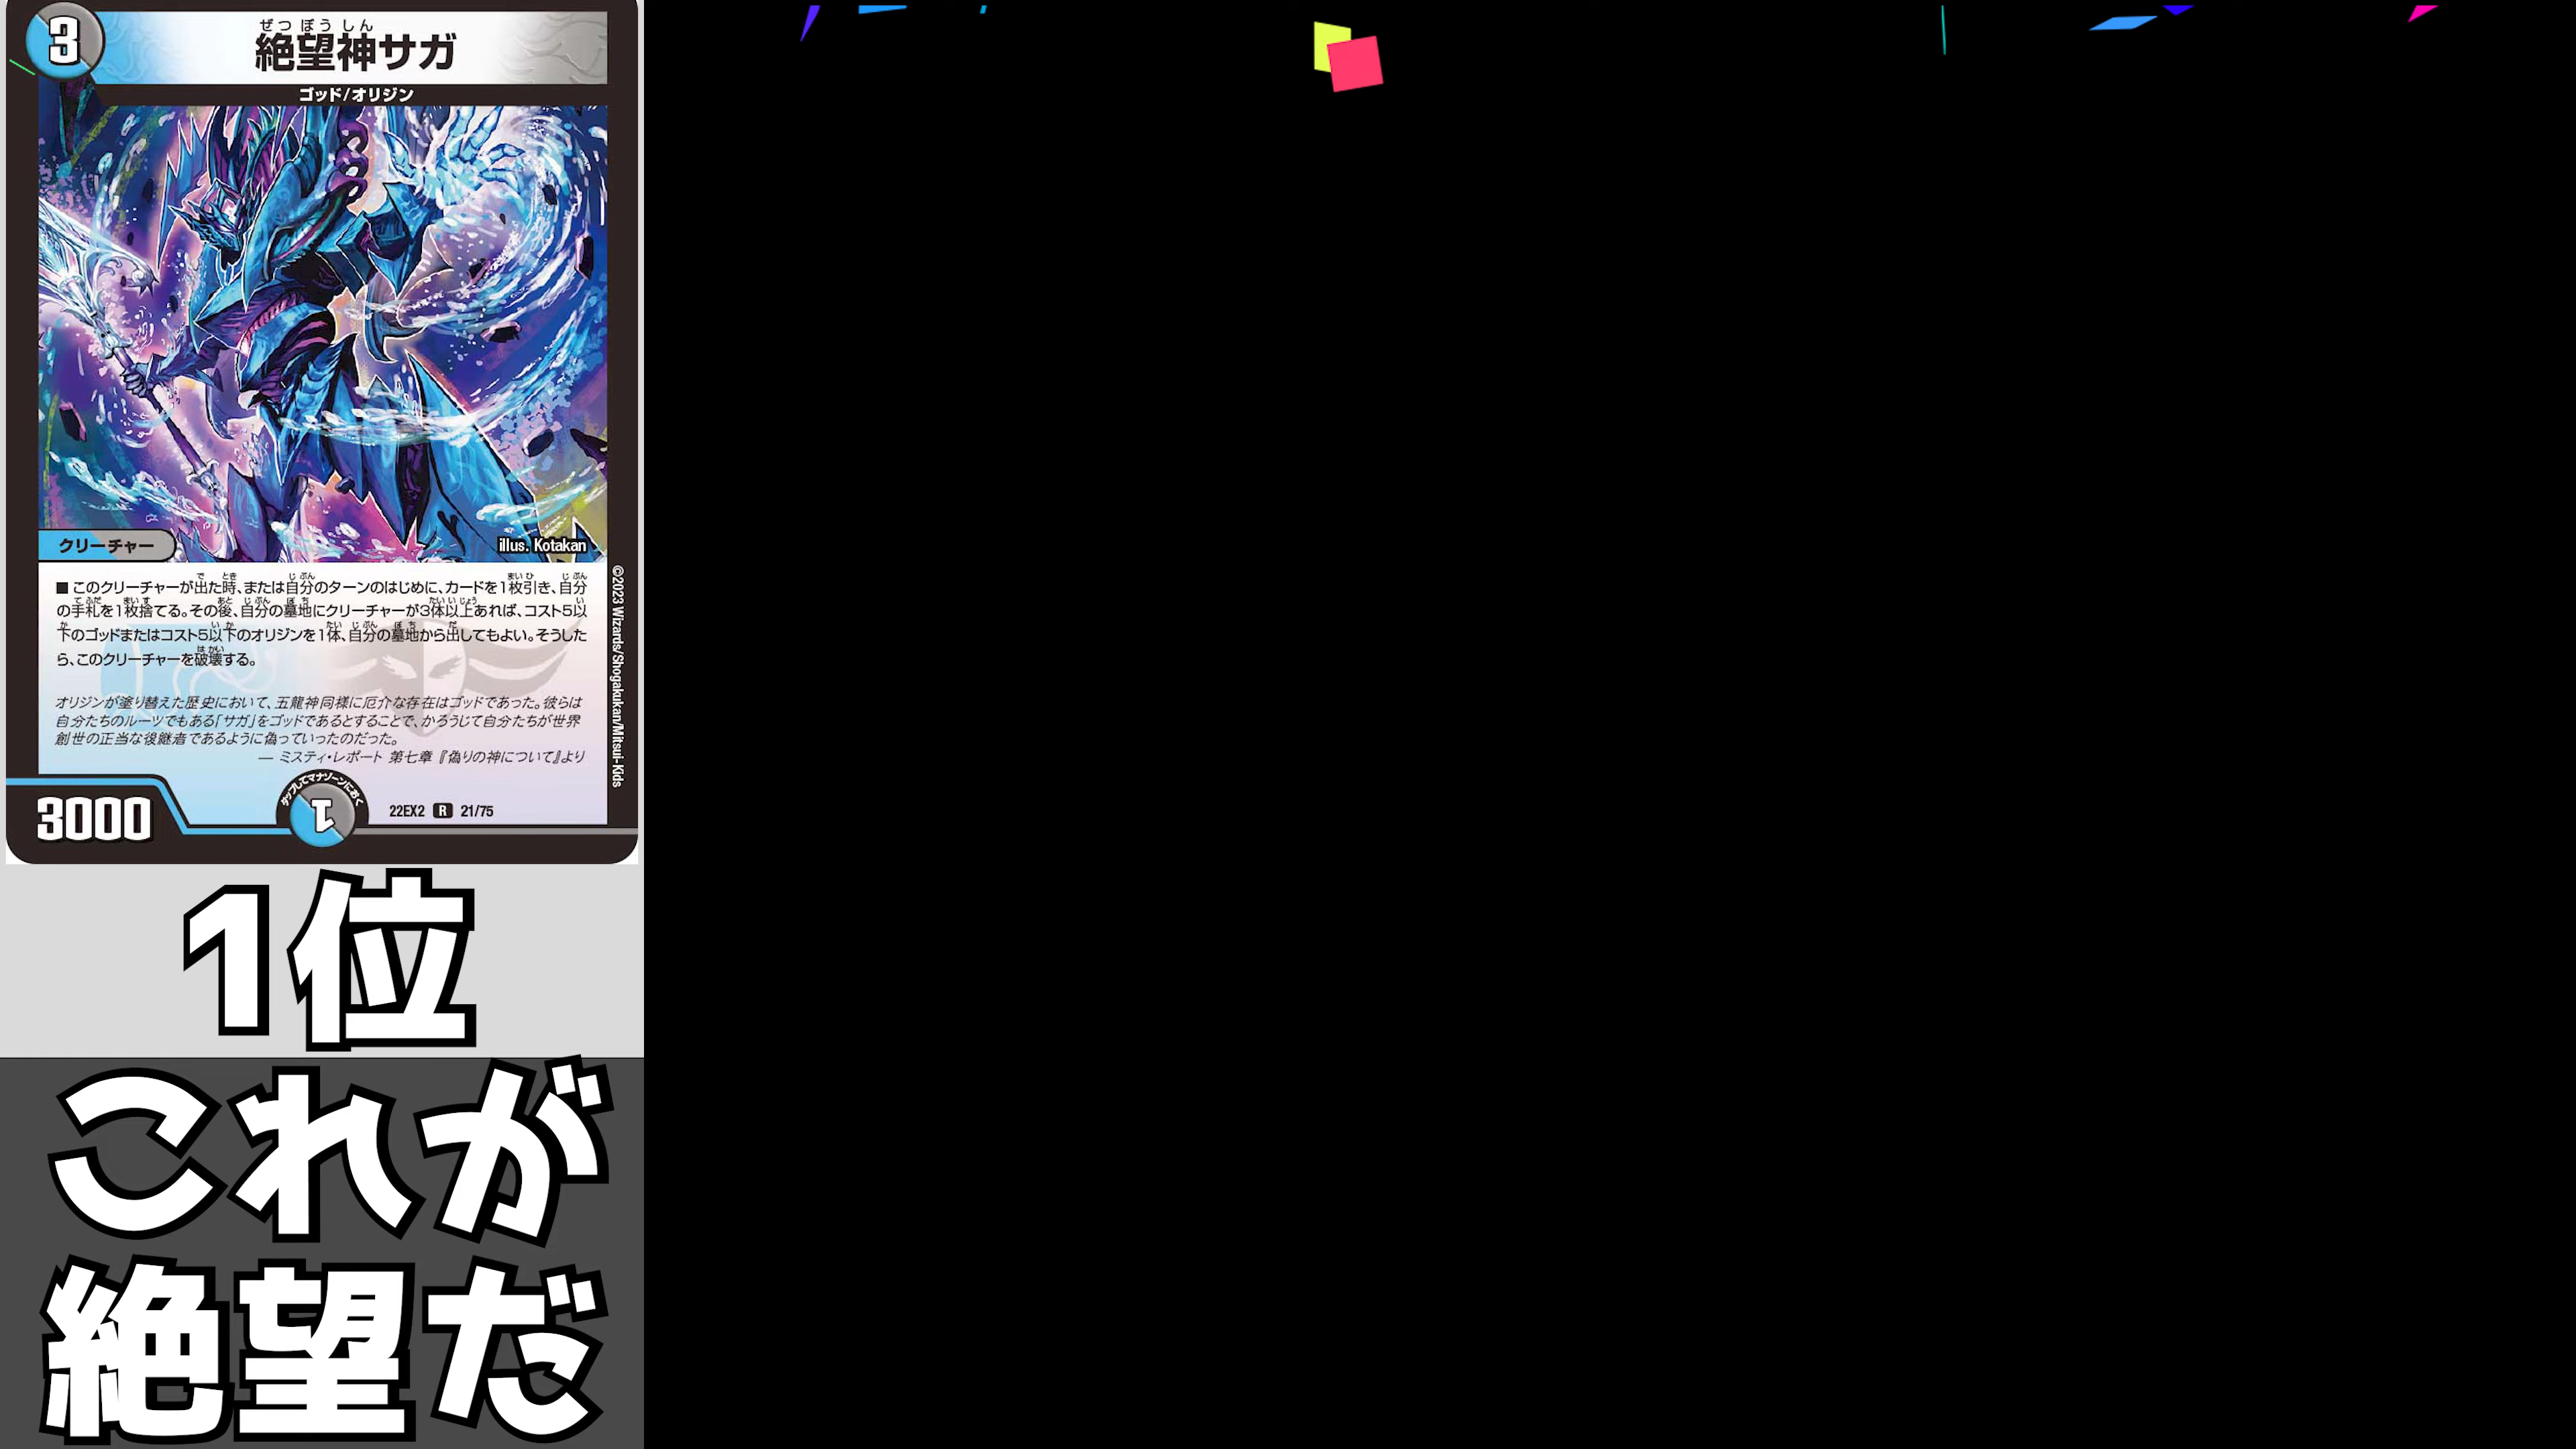 3
ぜつぼうしん
絶望神サガ
ゴッド/オリジン
クリーチャー
illus. Kotakan
■このクリーチャーが出た時、または自分のターンのはじめに、カードを1枚引き、自分
の手札を1枚捨てる。その後、自分の墓地にクリーチャーが3体以上あれば、コスト5以
下のゴッドまたはコスト5以下のオリジンを1体、自分の墓地から出してもよい。そうした
ら、このクリーチャーを破壊する。
オリジンが塗り替えた歴史において、五龍神同様に厄介な存在はゴッドであった。彼らは
自分たちのルーツでもある「サガ」をゴッドであるとすることで、かろうじて自分たちが世界
創世の正当な後継者であるように偽っていったのだった。
— ミスティ・レポート 第七章『偽りの神について』より
©2023 Wizards/Shogakukan/Mitsui-Kids
タップしてマナゾーンにおく
1
3000
22EX2 R 21/75
1位
これが
絶望だ